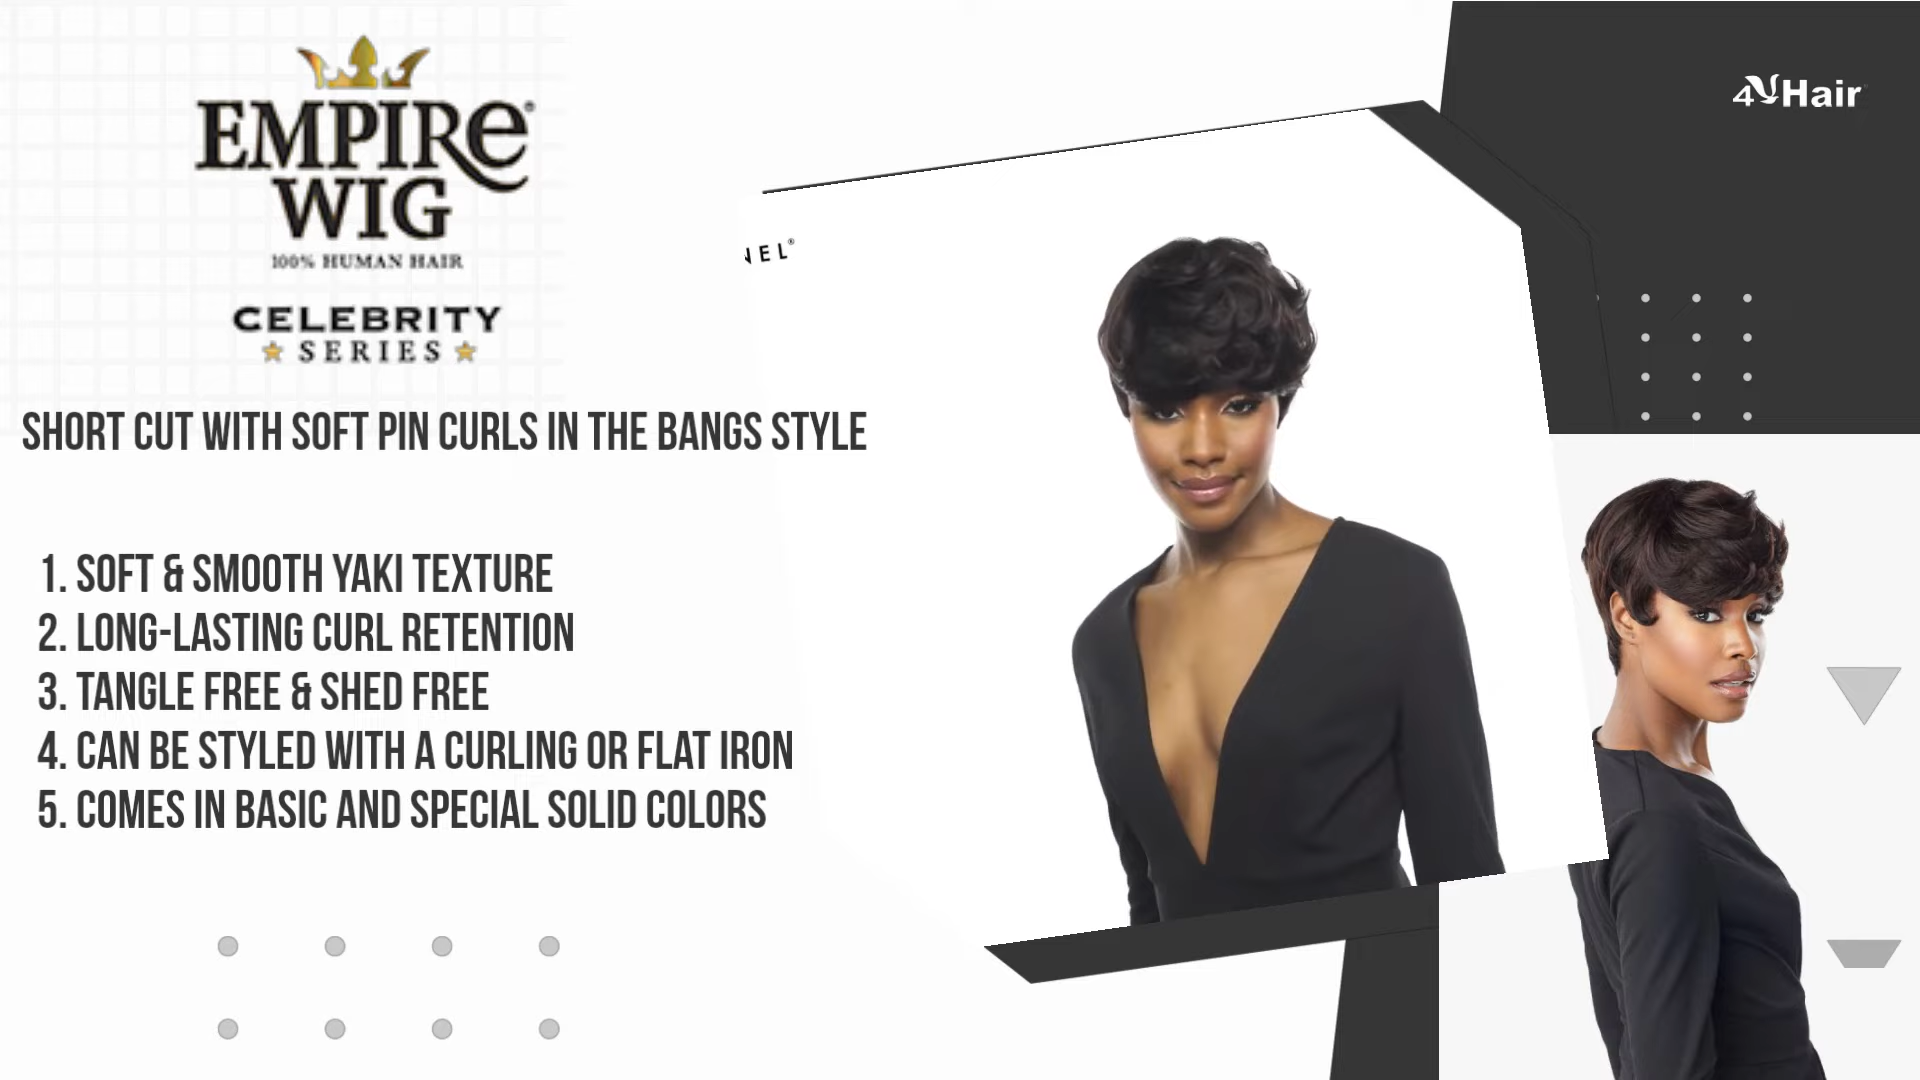 EMPIRE®
WIG
100% HUMAN HAIR
CELEBRITY
SERIES
4Hair
NEL®
SHORT CUT WITH SOFT PIN CURLS IN THE BANGS STYLE
1. SOFT & SMOOTH YAKI TEXTURE
2. LONG-LASTING CURL RETENTION
3. TANGLE FREE & SHED FREE
4. CAN BE STYLED WITH A CURLING OR FLAT IRON
5. COMES IN BASIC AND SPECIAL SOLID COLORS